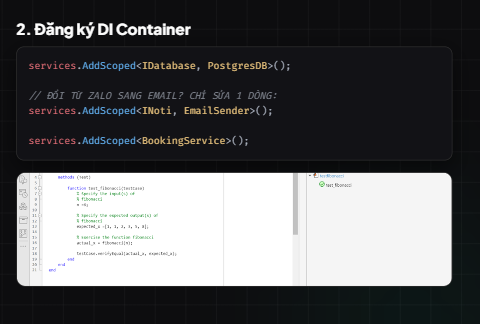 2. Đăng ký DI Container
services.AddScoped<IDatabase, PostgresDB>();
// ĐỔI TỪ ZALO SANG EMAIL? CHỈ SỬA 1 DÒNG:
services.AddScoped<INoti, EmailSender>();
services.AddScoped<BookingService>();
methods (Test)
function test_fibonacci(testCase)
% Specify the input(s) of
% fibonacci
% Specify the expected output(s) of
% fibonacci
expected_x =[1, 1, 2, 3, 5, 8];
% exercise the function fibonacci
actual_x = fibonacci(n);
testCase.verifyEqual(actual_x, expected_x);
end
end
end
test_fibonacci